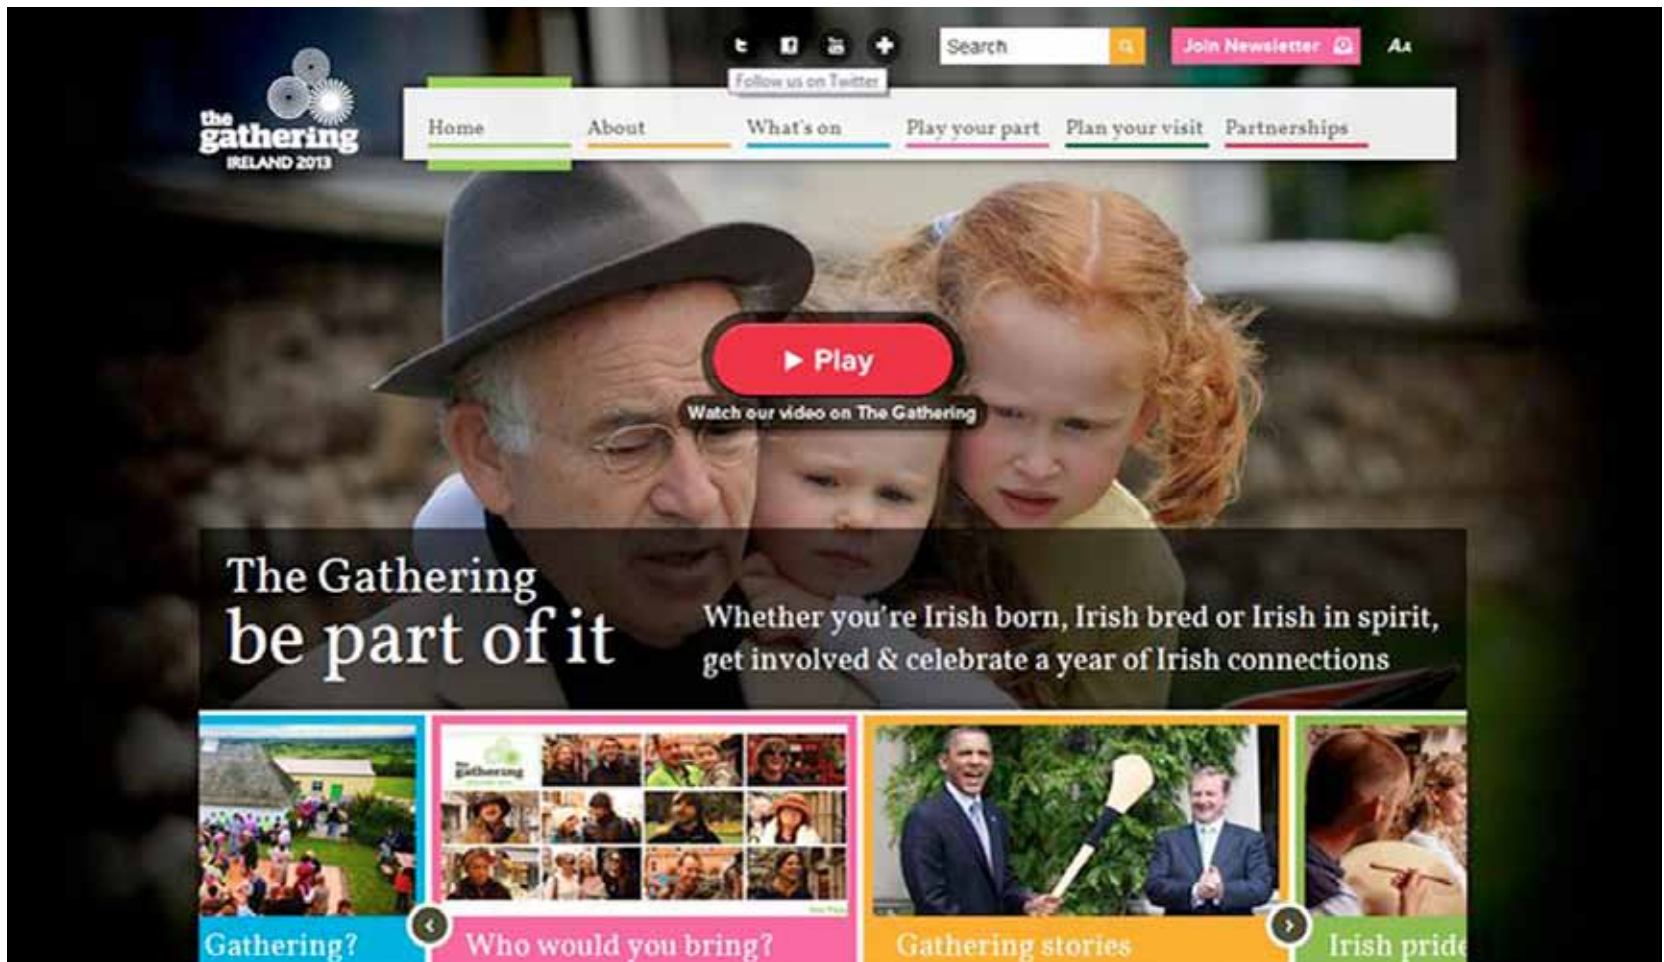 the
gathering
IRELAND 2013
Search
Join Newsletter
AA
Follow us on Twitter
Home
About
What's on
Play your part
Plan your visit
Partnerships
Play
Watch our video on The Gathering
The Gathering
be part of it
Whether you're Irish born, Irish bred or Irish in spirit,
get involved & celebrate a year of Irish connections
the
gathering
Gathering?
Who would you bring?
Gathering stories
Irish pride